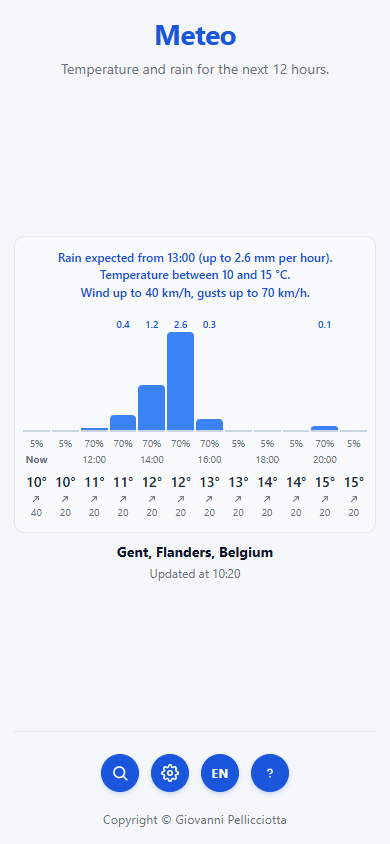 Meteo
Temperature and rain for the next 12 hours.
Rain expected from 13:00 (up to 2.6 mm per hour).
Temperature between 10 and 15 °C.
Wind up to 40 km/h, gusts up to 70 km/h.
0.4 1.2 2.6 0.3 0.1
5% 5% 70% 70% 70% 70% 70% 5% 5% 5% 70% 5%
Now 12:00 14:00 16:00 18:00 20:00
10° 10° 11° 11° 12° 12° 13° 13° 14° 14° 15° 15°
↗ ↗ ↗ ↗ ↗ ↗ ↗ ↗ ↗ ↗ ↗ ↗
40 20 20 20 20 20 20 20 20 20 20 20
Gent, Flanders, Belgium
Updated at 10:20
EN ?
Copyright © Giovanni Pellicciotta